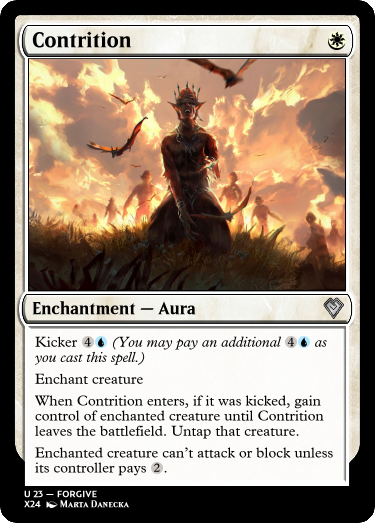 Contrition
Enchantment — Aura
Kicker 4U (You may pay an additional 4U as
you cast this spell.)
Enchant creature
When Contrition enters, if it was kicked, gain
control of enchanted creature until Contrition
leaves the battlefield. Untap that creature.
Enchanted creature can't attack or block unless
its controller pays 2.
U 23 — FORGIVE
X24 Marta Danecka